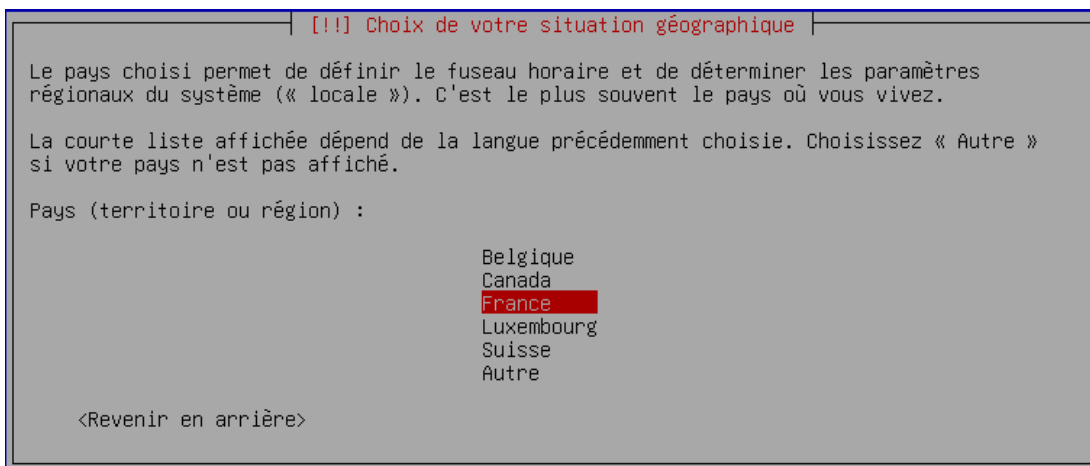 [!!] Choix de votre situation géographique
Le pays choisi permet de définir le fuseau horaire et de déterminer les paramètres
régionaux du système (« locale »). C'est le plus souvent le pays où vous vivez.
La courte liste affichée dépend de la langue précédemment choisie. Choisissez « Autre »
si votre pays n'est pas affiché.
Pays (territoire ou région) :
Belgique
Canada
France
Luxembourg
Suisse
Autre
<Revenir en arrière>